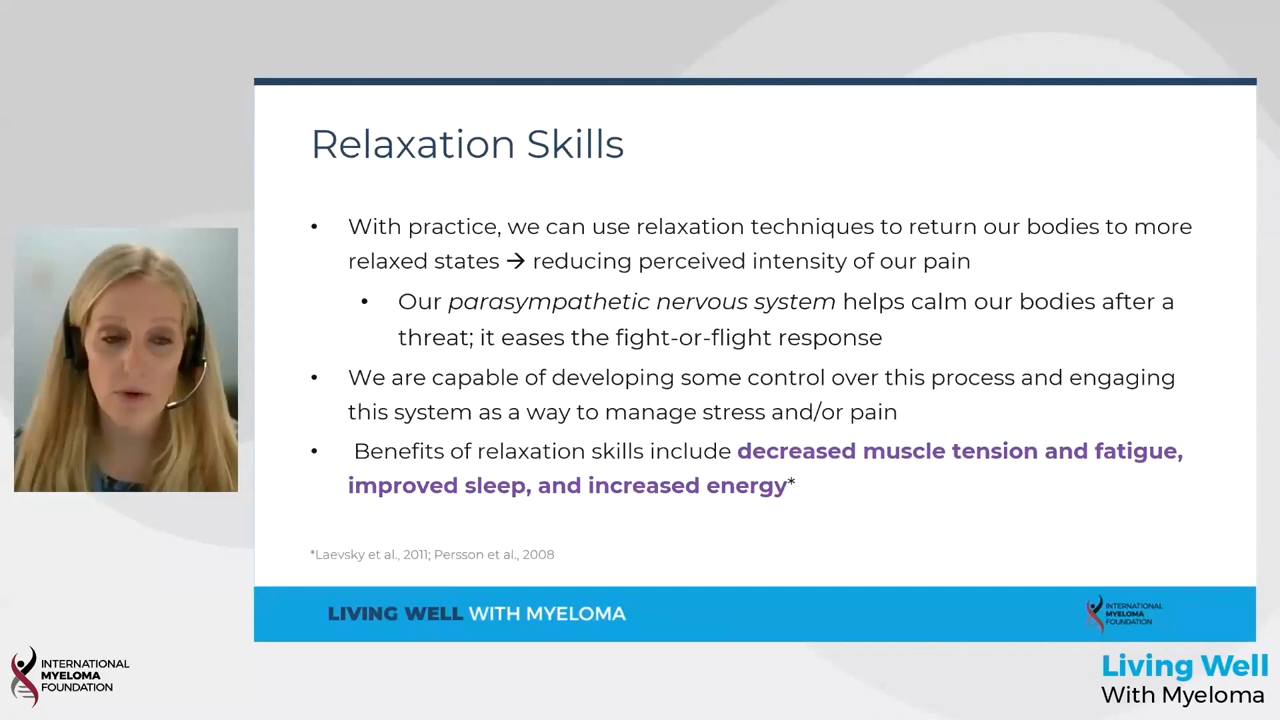 Relaxation Skills
• With practice, we can use relaxation techniques to return our bodies to more
relaxed states → reducing perceived intensity of our pain
• Our parasympathetic nervous system helps calm our bodies after a
threat; it eases the fight-or-flight response
• We are capable of developing some control over this process and engaging
this system as a way to manage stress and/or pain
• Benefits of relaxation skills include decreased muscle tension and fatigue,
improved sleep, and increased energy*
*Laevsky et al., 2011; Persson et al., 2008
LIVING WELL WITH MYELOMA
INTERNATIONAL
MYELOMA
FOUNDATION
INTERNATIONAL
MYELOMA
FOUNDATION
Living Well
With Myeloma